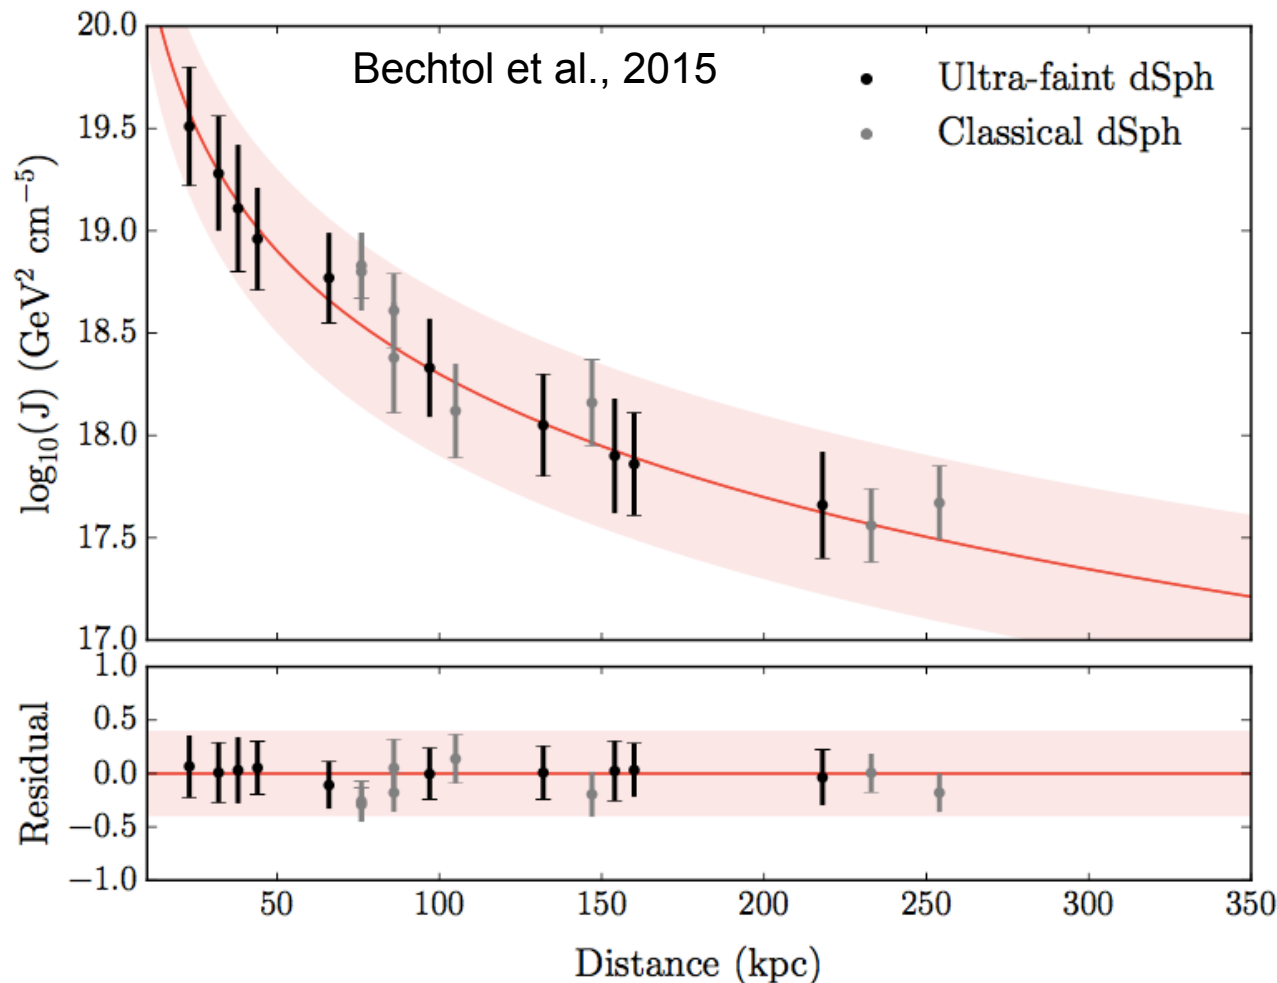 Bechtol et al., 2015
Ultra-faint dSph
Classical dSph
log₁₀(J) (GeV² cm⁻⁵)
20.0
19.5
19.0
18.5
18.0
17.5
17.0
Residual
1.0
0.5
0.0
−0.5
−1.0
50 100 150 200 250 300 350
Distance (kpc)